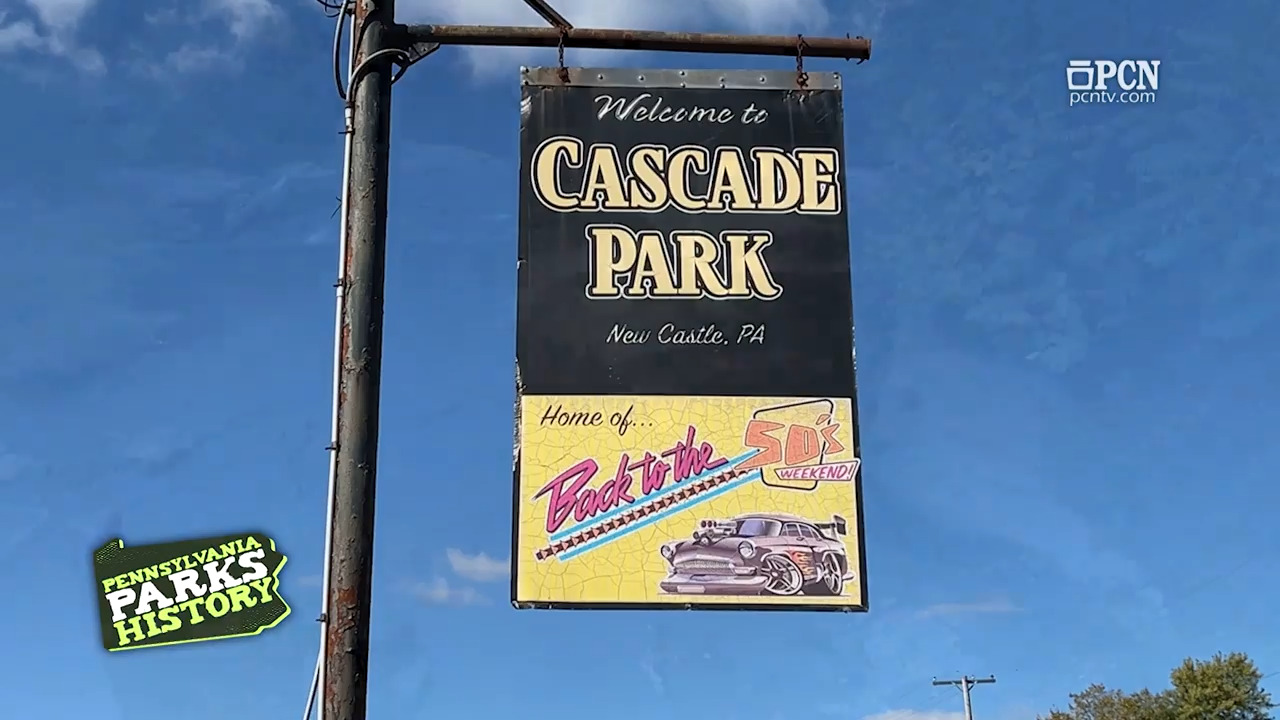 PCN
pcntv.com
Welcome to
CASCADE
PARK
New Castle, PA
Home of...
Back to the
50's
WEEKEND!
PENNSYLVANIA
PARKS
HISTORY